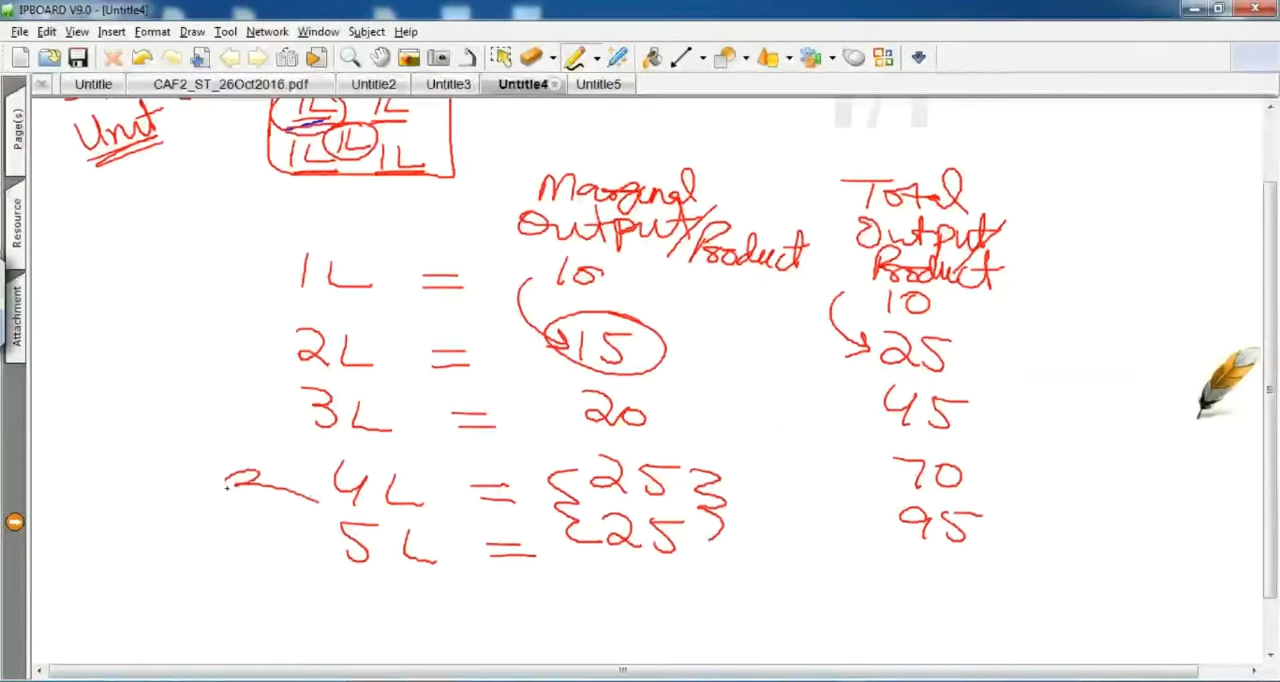 IPBOARD V9.0 - [Untitle4]
File Edit View Insert Format Draw Tool Network Window Subject Help
Untitle CAF2_ST_26Oct2016.pdf Untitle2 Untitle3 Untitle4 Untitle5
Page(s)
Resource
Attachment
Unit
1L 1L
1L 1L 1L
Marginal Output/Product
Total Output/Product
1L = 10 10
2L = 15 25
3L = 20 45
4L = {25} 70
5L = {25} 95